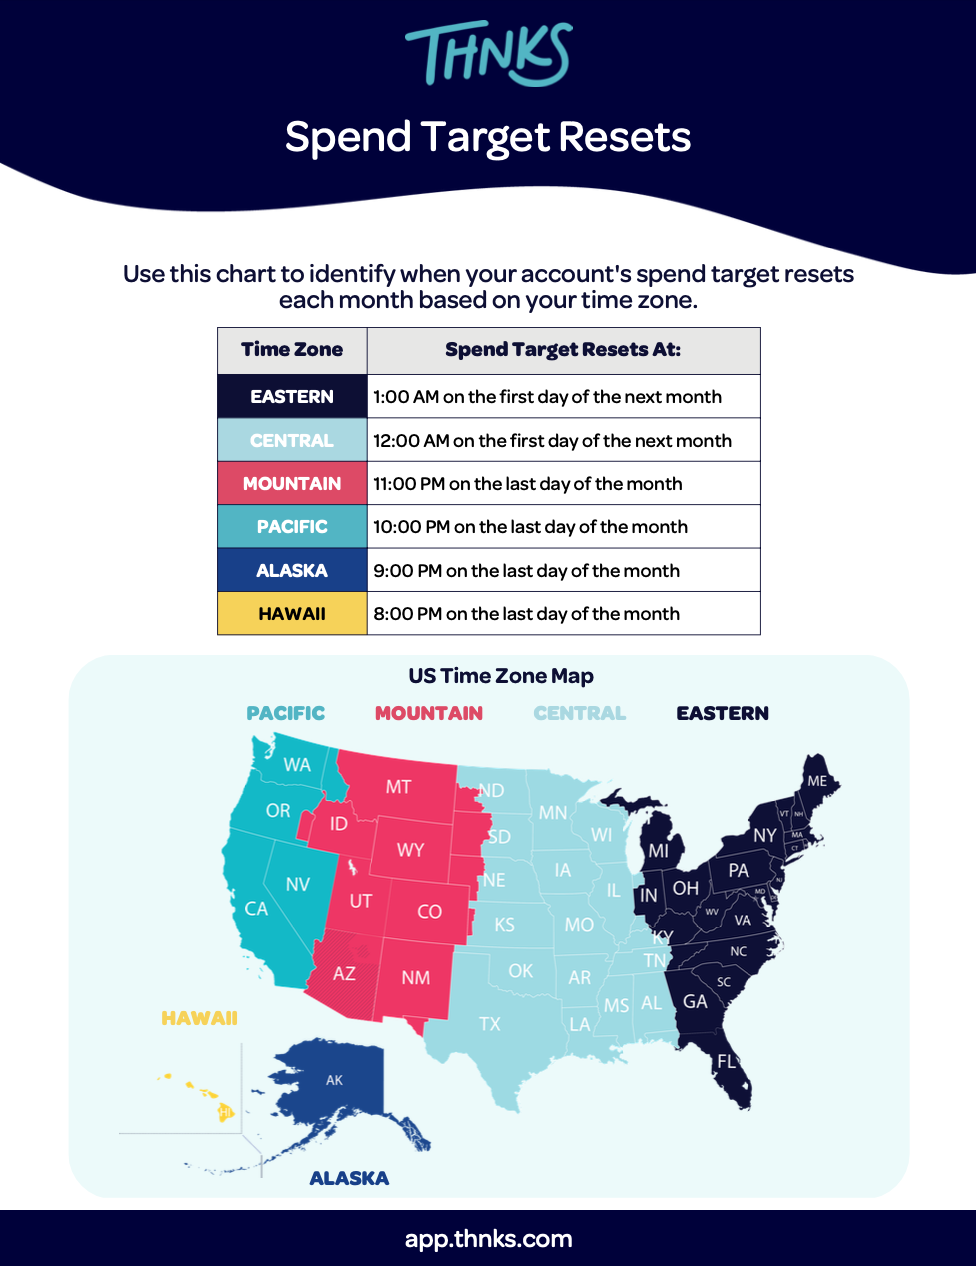 THNKS
Spend Target Resets
Use this chart to identify when your account's spend target resets
each month based on your time zone.
Time Zone Spend Target Resets At:
EASTERN 1:00 AM on the first day of the next month
CENTRAL 12:00 AM on the first day of the next month
MOUNTAIN 11:00 PM on the last day of the month
PACIFIC 10:00 PM on the last day of the month
ALASKA 9:00 PM on the last day of the month
HAWAII 8:00 PM on the last day of the month
US Time Zone Map
PACIFIC MOUNTAIN CENTRAL EASTERN
WA
MT
ND
MN
ME
OR
ID
SD
WI
VT
NH
NY
MA
CT
WY
MI
PA
NV
NE
IA
IL
IN
OH
NJ
MD
CA
UT
CO
KS
MO
WV
VA
KY
NC
TN
AZ
NM
OK
AR
SC
MS
AL
GA
TX
LA
FL
HAWAII
AK
HI
ALASKA
app.thnks.com